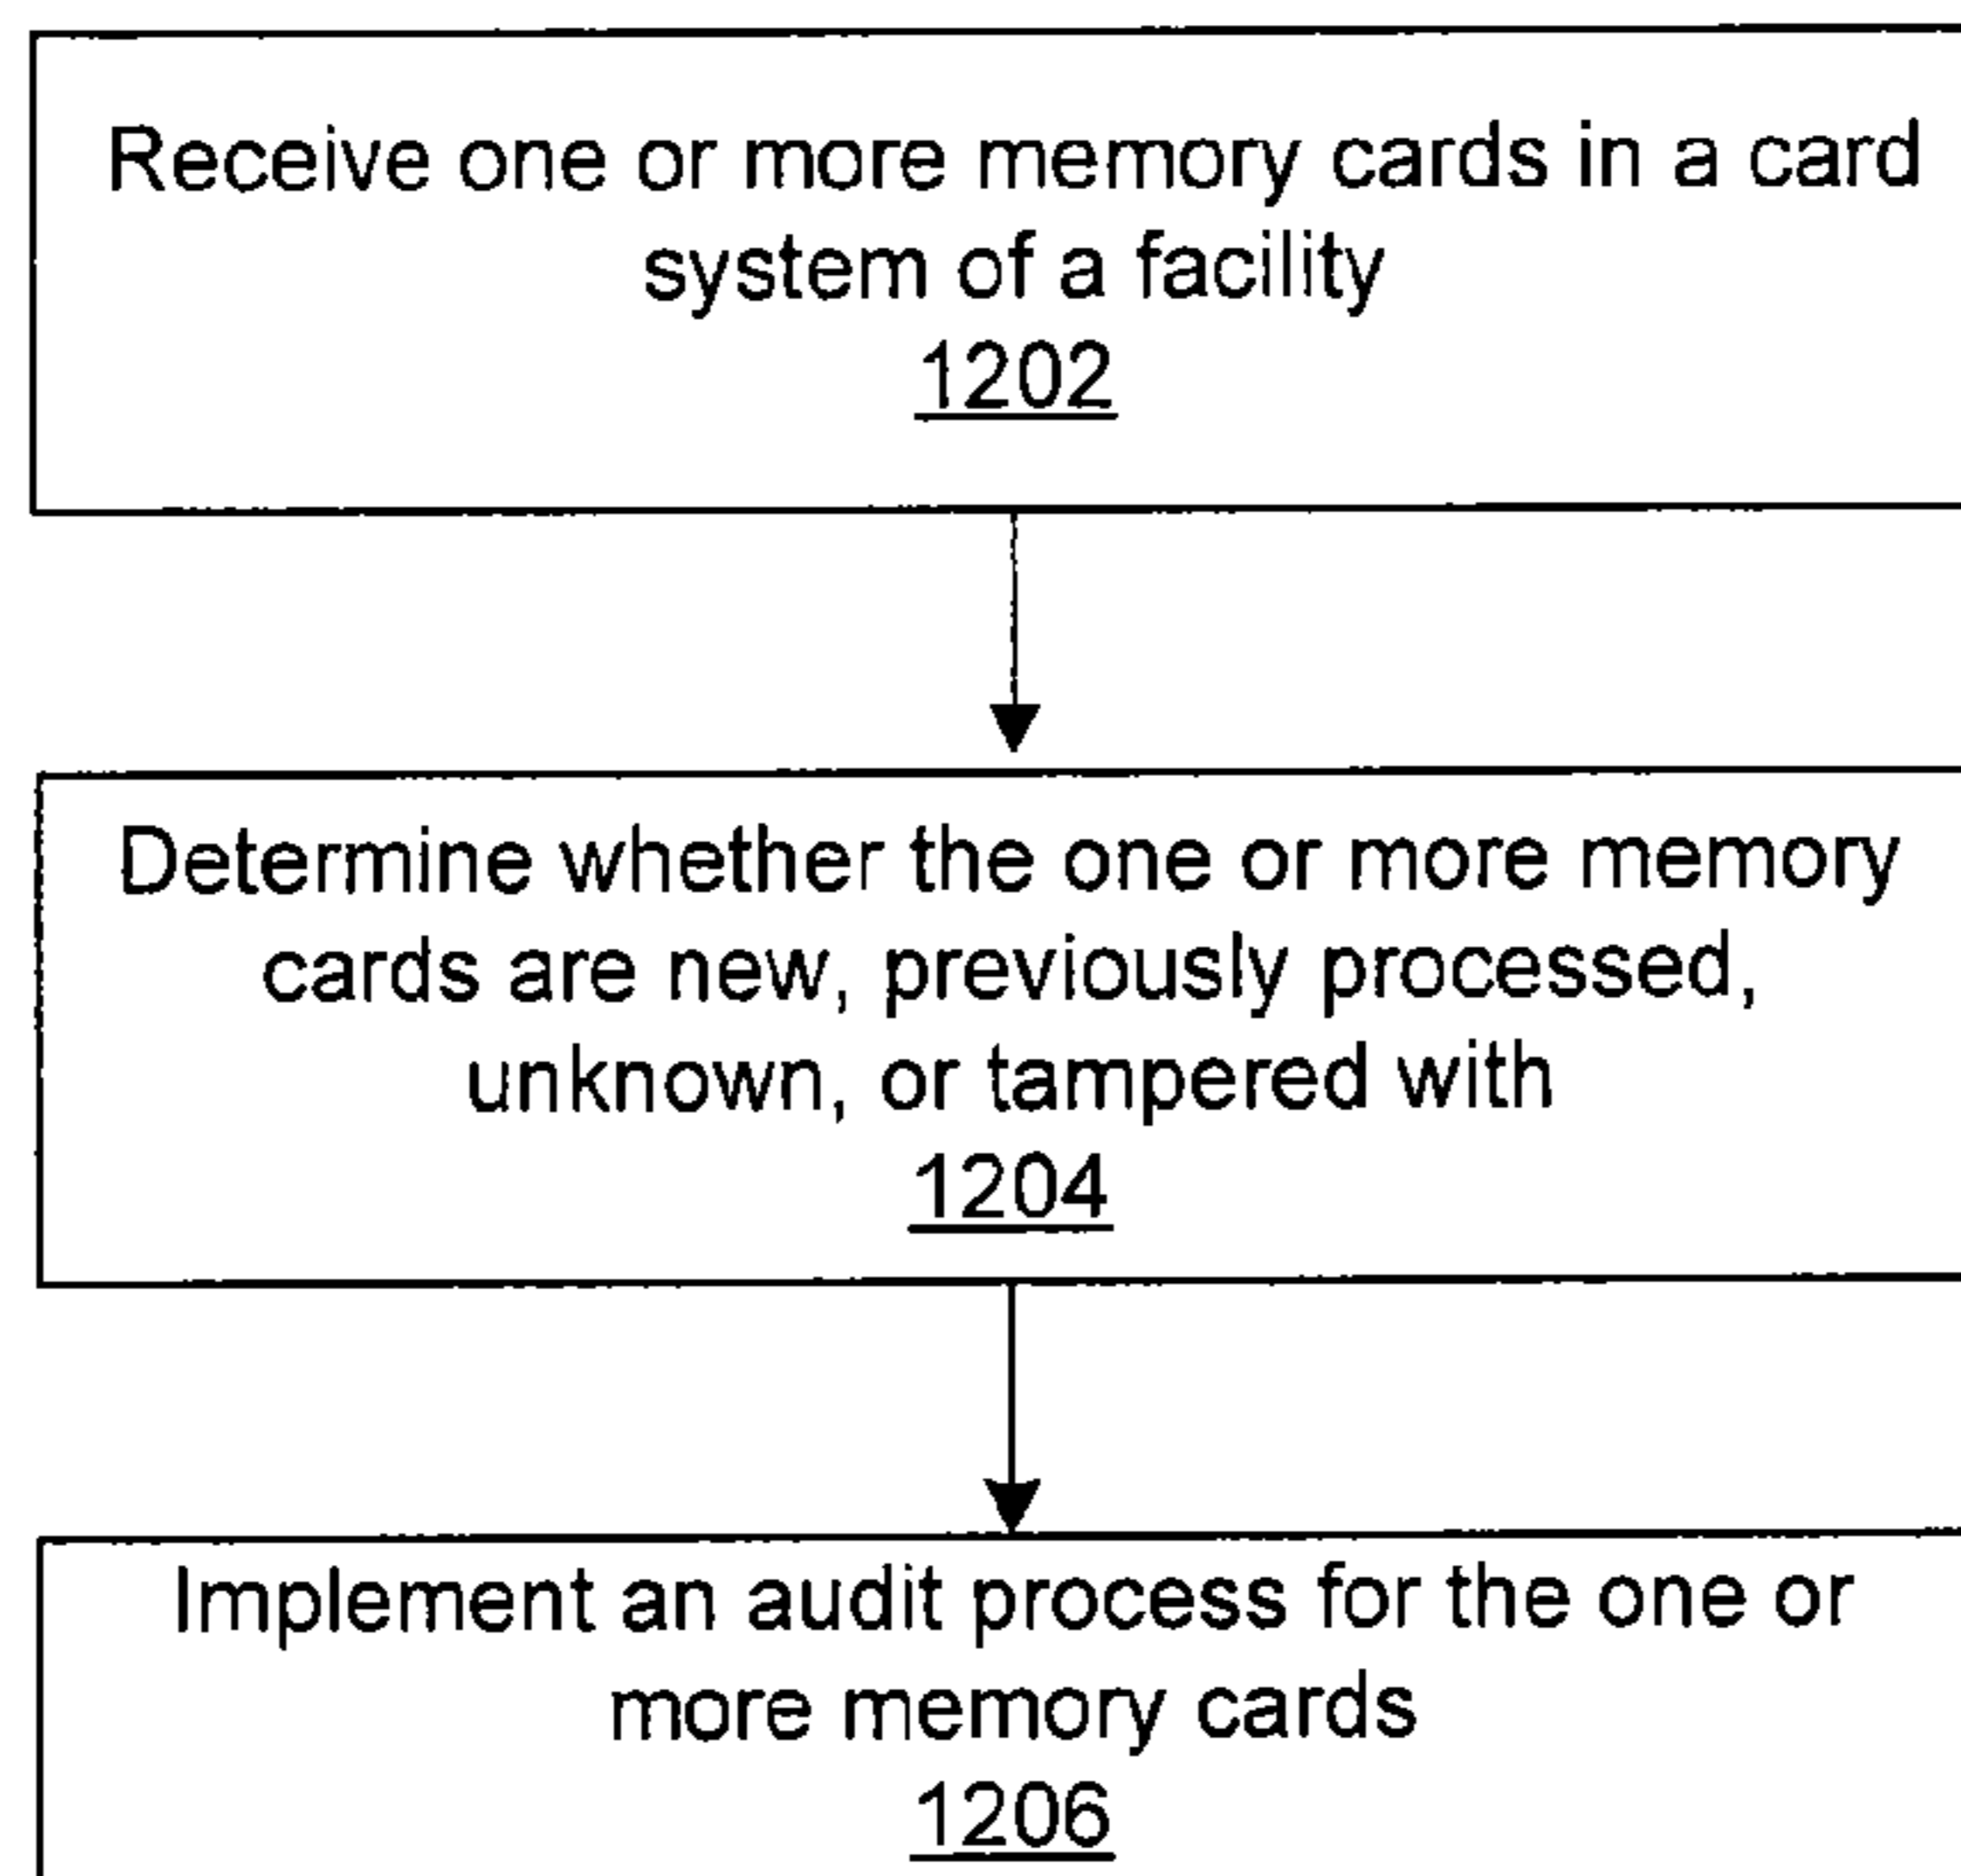 Receive one or more memory cards in a card
system of a facility
1202
Determine whether the one or more memory
cards are new, previously processed,
unknown, or tampered with
1204
Implement an audit process for the one or
more memory cards
1206